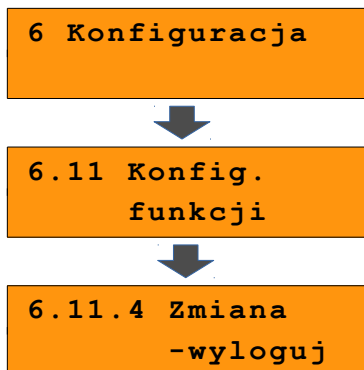 6 Konfiguracja
6.11 Konfig.
funkcji
6.11.4 Zmiana
-wyloguj